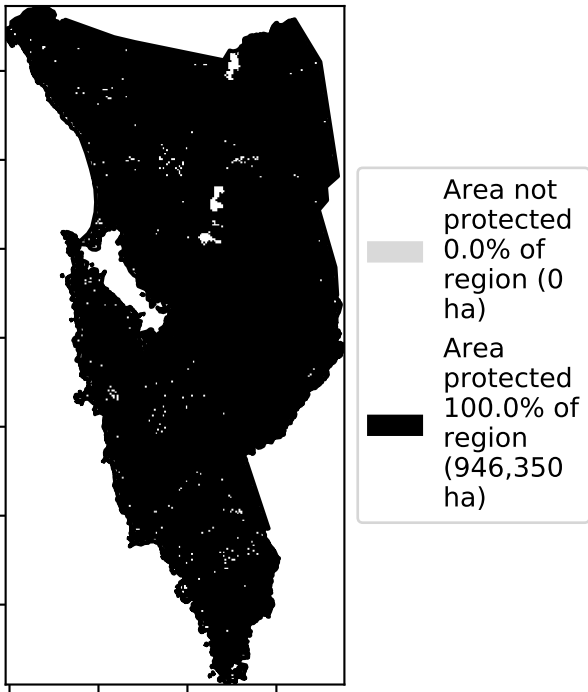 Area not
protected
0.0% of
region (0
ha)
Area
protected
100.0% of
region
(946,350
ha)